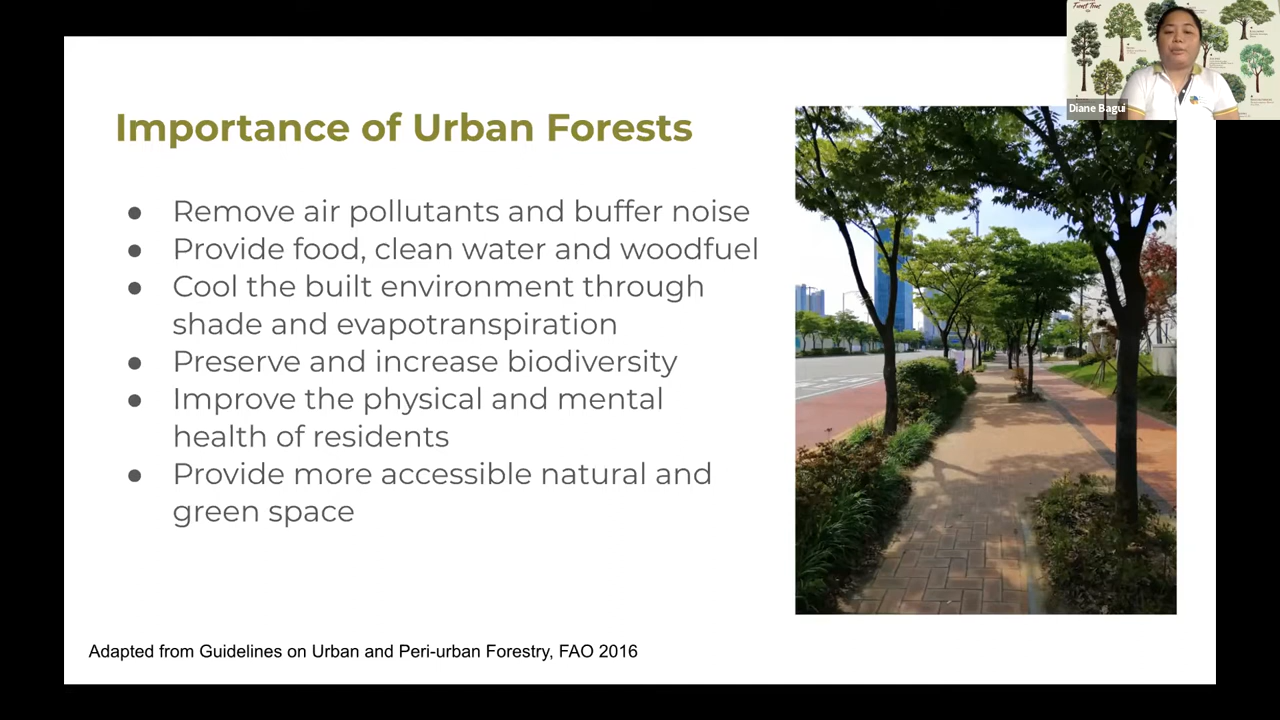 Importance of Urban Forests
● Remove air pollutants and buffer noise
● Provide food, clean water and woodfuel
● Cool the built environment through
shade and evapotranspiration
● Preserve and increase biodiversity
● Improve the physical and mental
health of residents
● Provide more accessible natural and
green space
Adapted from Guidelines on Urban and Peri-urban Forestry, FAO 2016
Diane Bagui